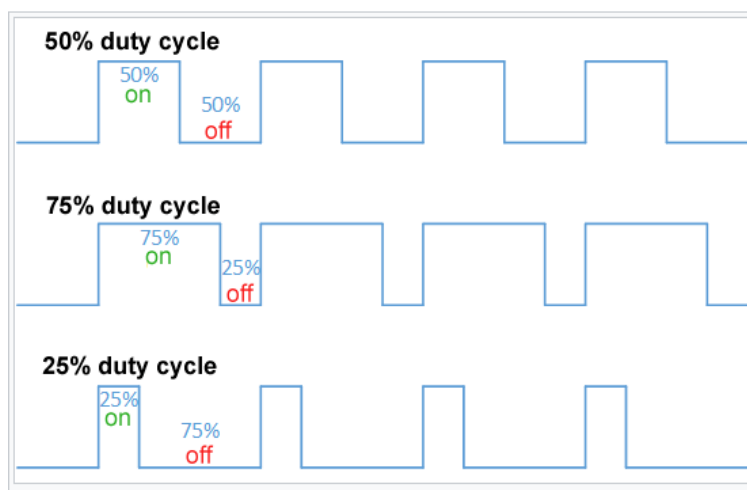 50% duty cycle
50%
on
50%
off
75% duty cycle
75%
on
25%
off
25% duty cycle
25%
on
75%
off